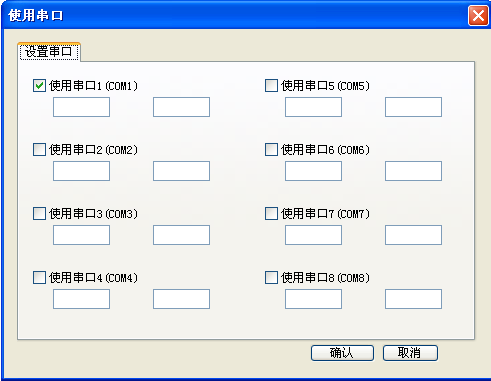 使用串口
设置串口
使用串口1(COM1)
使用串口5(COM5)
使用串口2(COM2)
使用串口6(COM6)
使用串口3(COM3)
使用串口7(COM7)
使用串口4(COM4)
使用串口8(COM8)
确认
取消